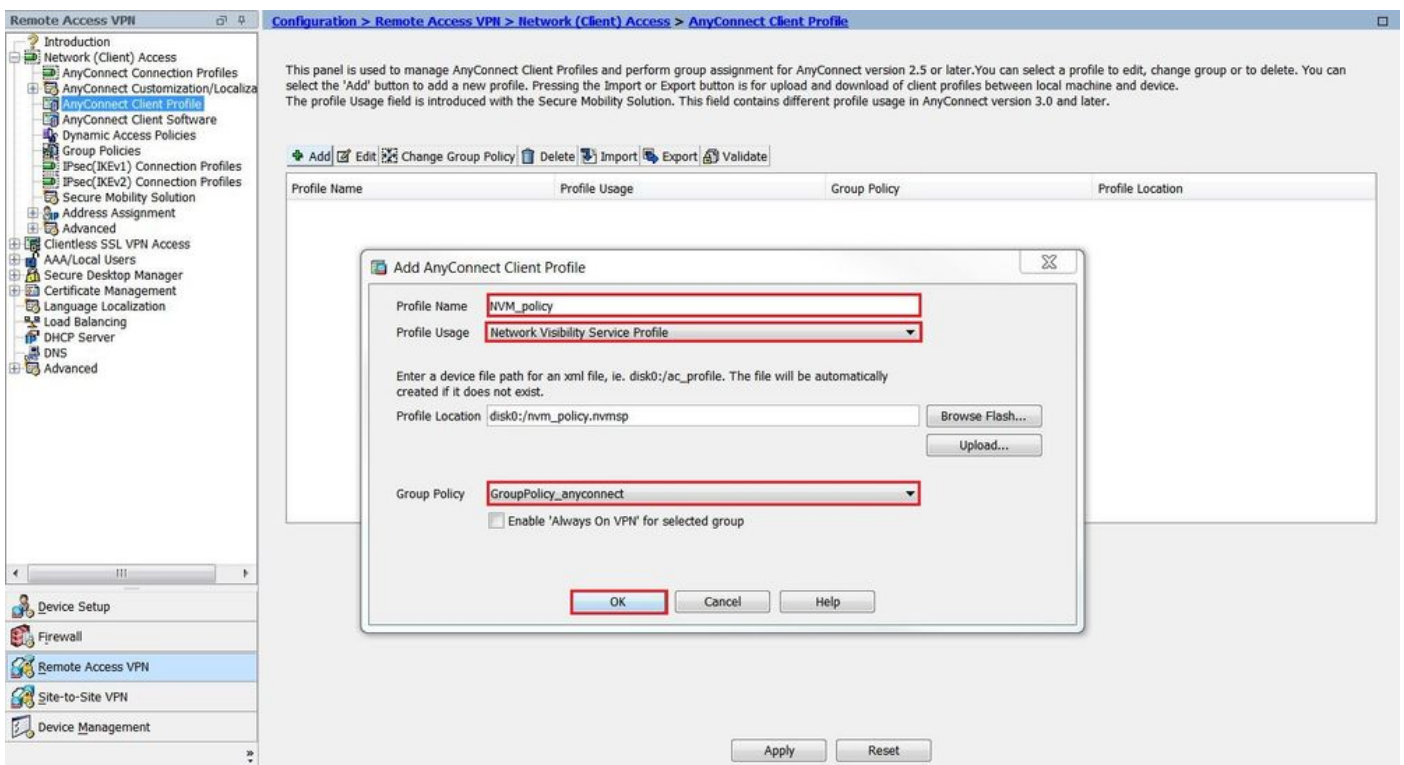 Remote Access VPN
Introduction
Network (Client) Access
AnyConnect Connection Profiles
AnyConnect Customization/Localiza
AnyConnect Client Profile
AnyConnect Client Software
Dynamic Access Policies
Group Policies
IPsec(IKEv1) Connection Profiles
IPsec(IKEv2) Connection Profiles
Secure Mobility Solution
Address Assignment
Advanced
Clientless SSL VPN Access
AAA/Local Users
Secure Desktop Manager
Certificate Management
Language Localization
Load Balancing
DHCP Server
DNS
Advanced
Device Setup
Firewall
Remote Access VPN
Site-to-Site VPN
Device Management
Configuration > Remote Access VPN > Network (Client) Access > AnyConnect Client Profile
This panel is used to manage AnyConnect Client Profiles and perform group assignment for AnyConnect version 2.5 or later.You can select a profile to edit, change group or to delete. You can
select the 'Add' button to add a new profile. Pressing the Import or Export button is for upload and download of client profiles between local machine and device.
The profile Usage field is introduced with the Secure Mobility Solution. This field contains different profile usage in AnyConnect version 3.0 and later.
Add Edit Change Group Policy Delete Import Export Validate
Profile Name Profile Usage Group Policy Profile Location
Add AnyConnect Client Profile
Profile Name NVM_policy
Profile Usage Network Visibility Service Profile
Enter a device file path for an xml file, ie. disk0:/ac_profile. The file will be automatically
created if it does not exist.
Profile Location disk0:/nvm_policy.nvmsp Browse Flash...
Upload...
Group Policy GroupPolicy_anyconnect
Enable 'Always On VPN' for selected group
OK Cancel Help
Apply Reset